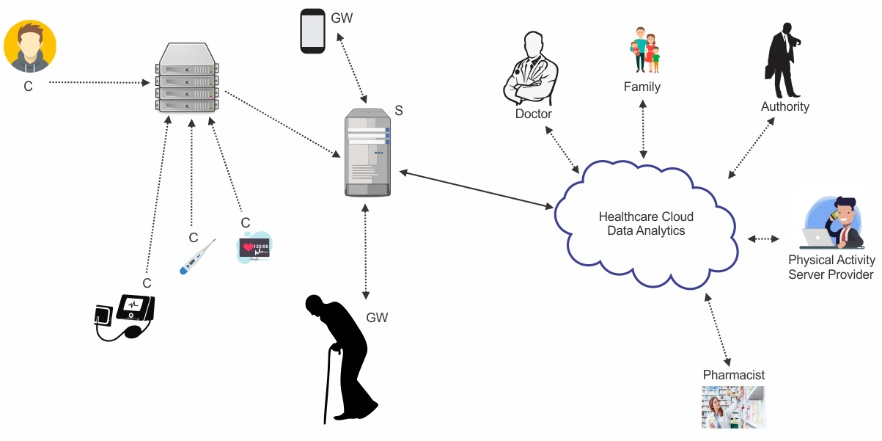 GW
C
S
Doctor
Family
Authority
Healthcare Cloud
Data Analytics
C
C
C
Physical Activity
Server Provider
GW
Pharmacist